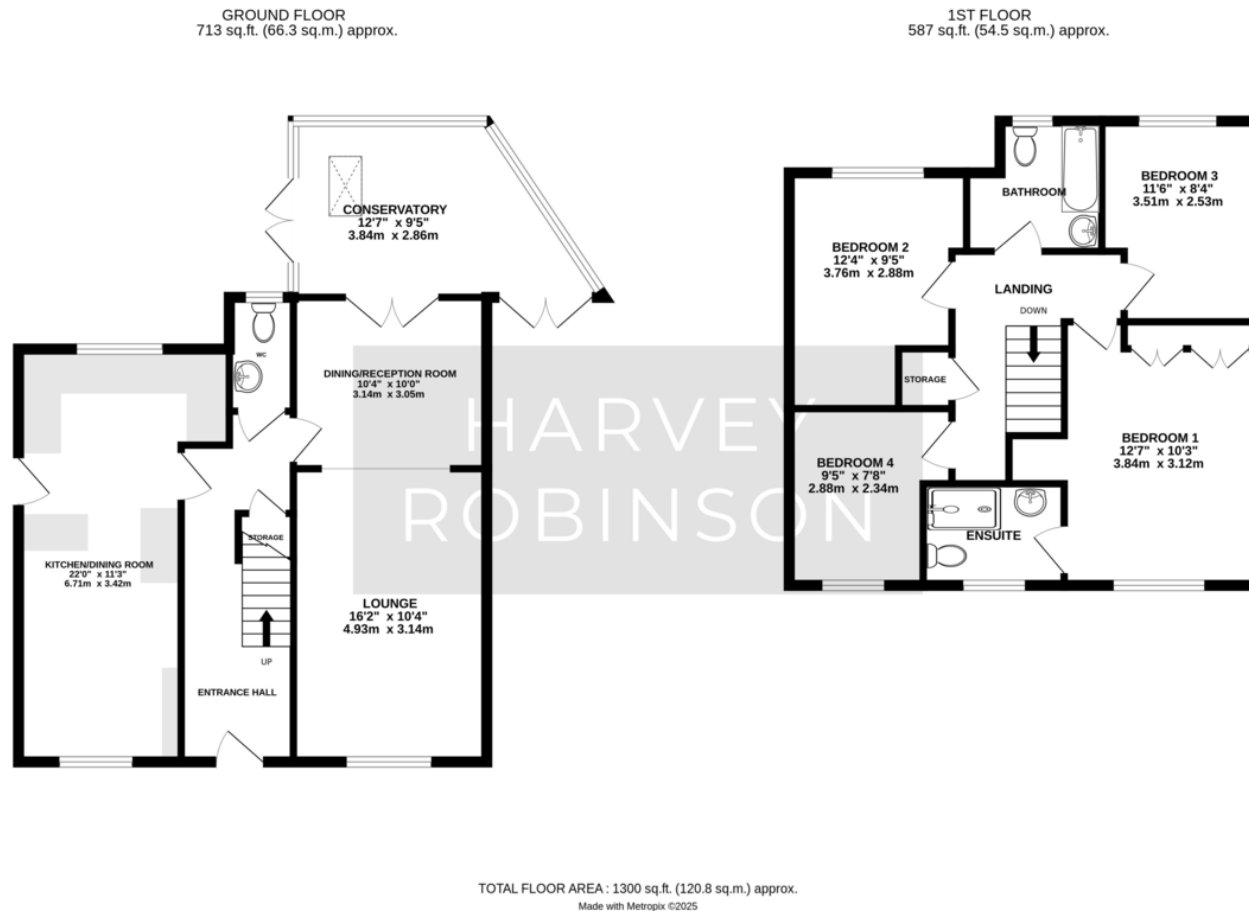 GROUND FLOOR
713 sq.ft. (66.3 sq.m.) approx.
1ST FLOOR
587 sq.ft. (54.5 sq.m.) approx.
CONSERVATORY
12'7" x 9'5"
3.84m x 2.86m
WC
DINING/RECEPTION ROOM
10'4" x 10'0"
3.14m x 3.05m
STORAGE
KITCHEN/DINING ROOM
22'0" x 11'3"
6.71m x 3.42m
LOUNGE
16'2" x 10'4"
4.93m x 3.14m
UP
ENTRANCE HALL
HARVEY
ROBINSON
BATHROOM
BEDROOM 3
11'6" x 8'4"
3.51m x 2.53m
BEDROOM 2
12'4" x 9'5"
3.76m x 2.88m
LANDING
DOWN
STORAGE
BEDROOM 1
12'7" x 10'3"
3.84m x 3.12m
BEDROOM 4
9'5" x 7'8"
2.88m x 2.34m
ENSUITE
TOTAL FLOOR AREA : 1300 sq.ft. (120.8 sq.m.) approx.
Made with Metropix ©2025